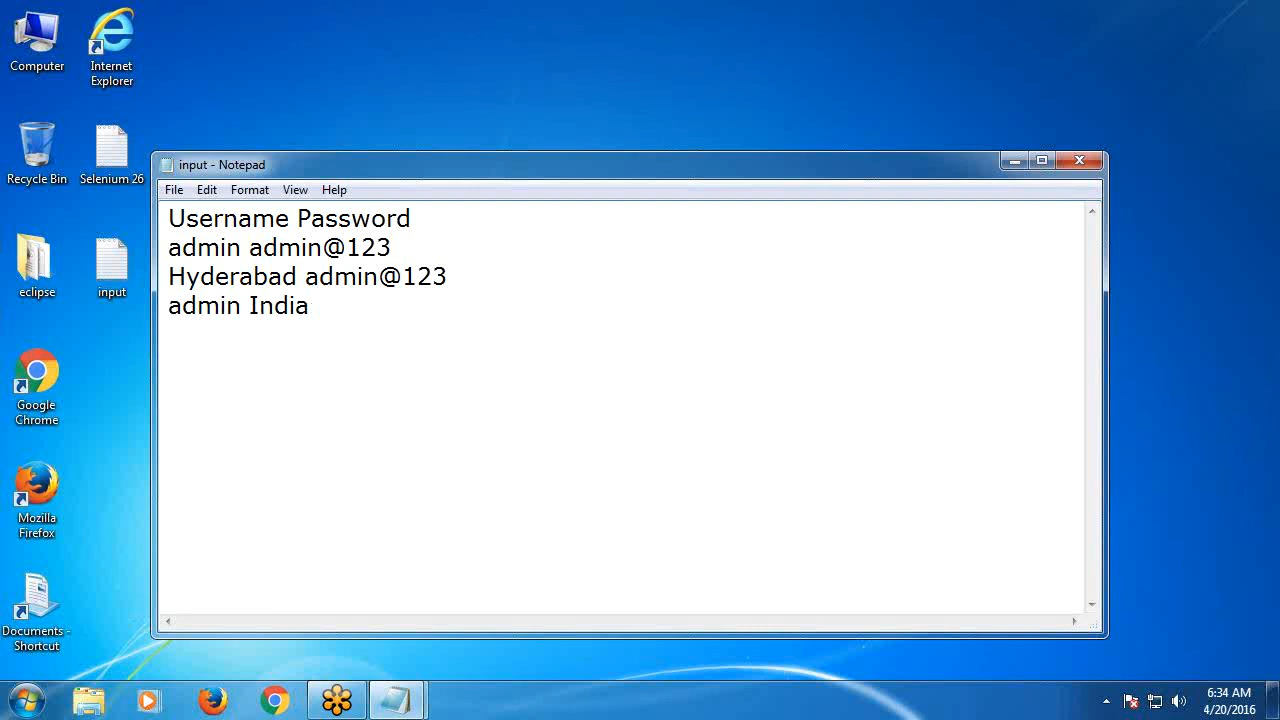 Computer
Internet
Explorer
Recycle Bin
Selenium 26
eclipse
input
Google
Chrome
Mozilla
Firefox
Documents -
Shortcut
input - Notepad
File Edit Format View Help
Username Password
admin admin@123
Hyderabad admin@123
admin India
6:34 AM
4/20/2016